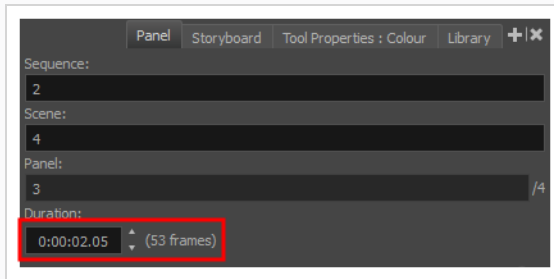 Panel Storyboard Tool Properties : Colour Library
Sequence:
2
Scene:
4
Panel:
3 /4
Duration:
0:00:02.05 (53 frames)